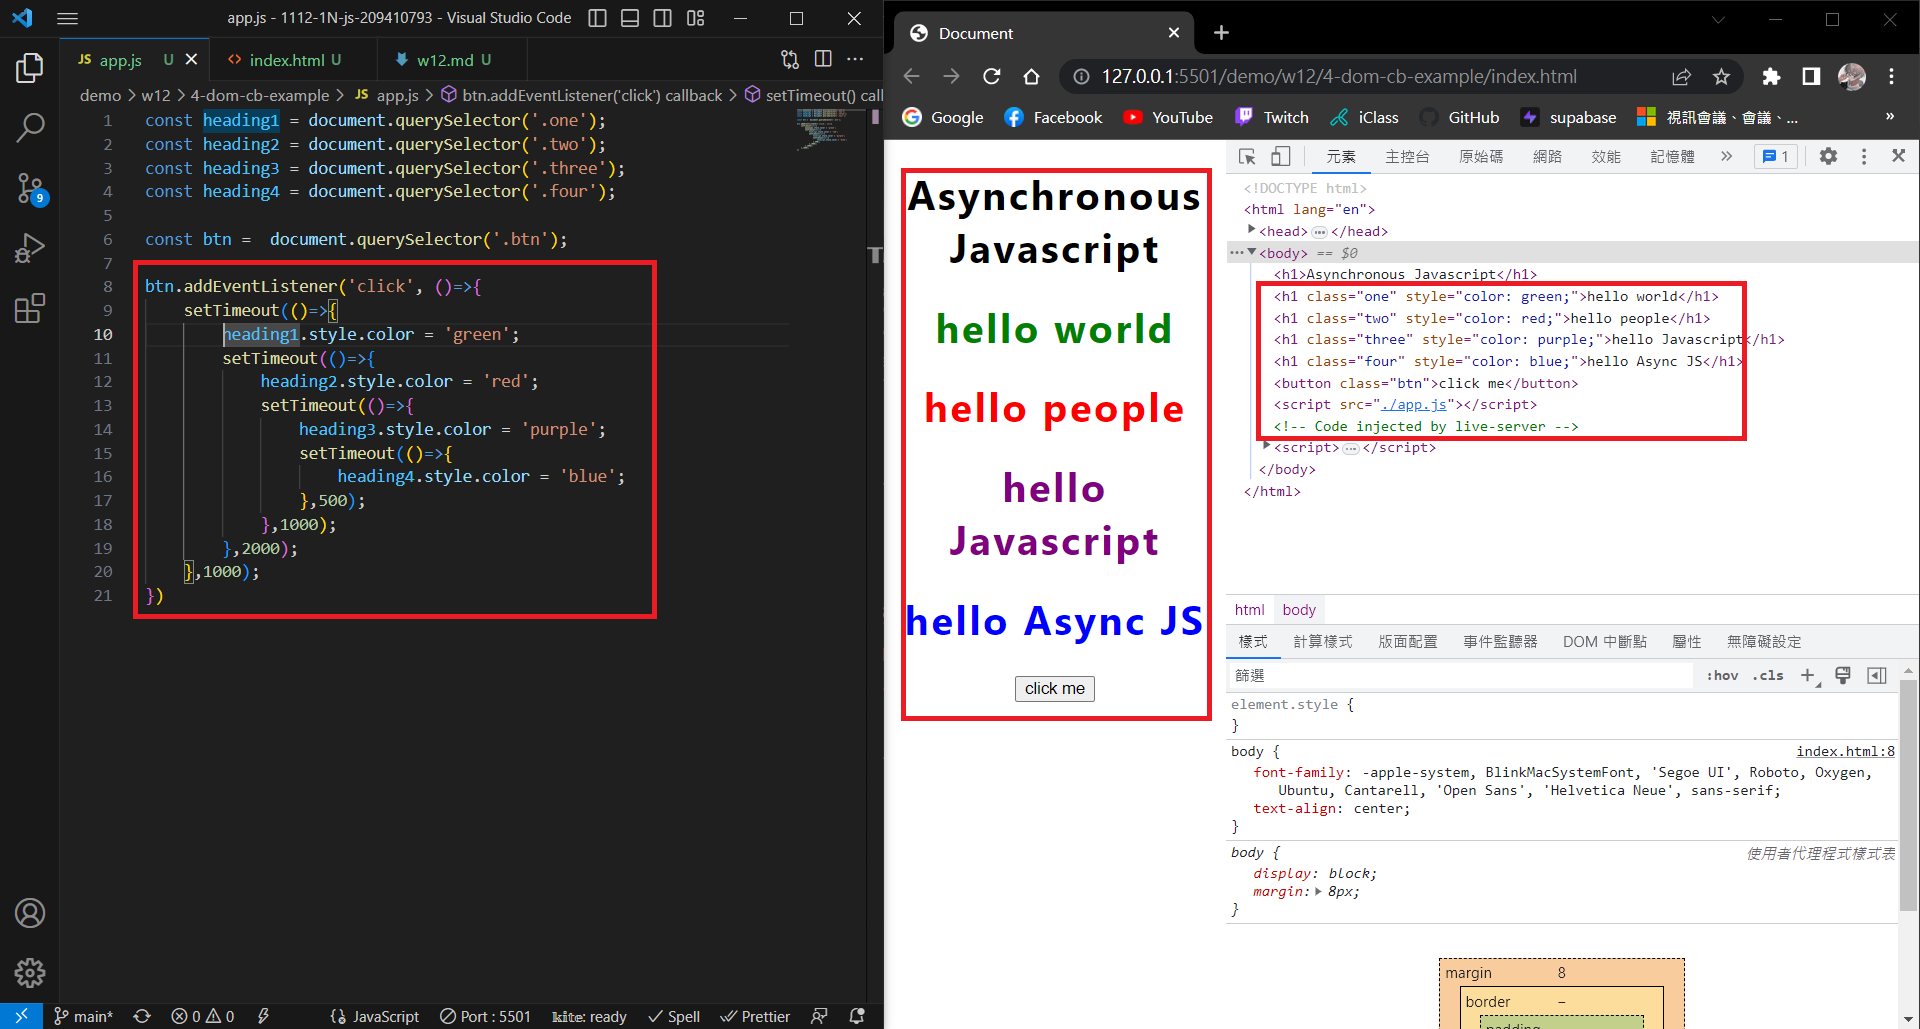 app.js - 1112-1N-js-209410793 - Visual Studio Code
JS app.js U
<> index.html U
w12.md U
demo > w12 > 4-dom-cb-example > JS app.js > btn.addEventListener('click') callback > setTimeout() call
1 const heading1 = document.querySelector('.one');
2 const heading2 = document.querySelector('.two');
3 const heading3 = document.querySelector('.three');
4 const heading4 = document.querySelector('.four');
5
6 const btn =  document.querySelector('.btn');
7
8 btn.addEventListener('click', ()=>{
9     setTimeout(()=>{
10         heading1.style.color = 'green';
11         setTimeout(()=>{
12             heading2.style.color = 'red';
13             setTimeout(()=>{
14                 heading3.style.color = 'purple';
15                 setTimeout(()=>{
16                     heading4.style.color = 'blue';
17                 },500);
18             },1000);
19         },2000);
20     },1000);
21 })
9
main* 0 0 JavaScript Port : 5501 kite: ready Spell Prettier
Document
127.0.0.1:5501/demo/w12/4-dom-cb-example/index.html
Google Facebook YouTube Twitch iClass GitHub supabase 視訊會議、會議、... »
Asynchronous
Javascript
hello world
hello people
hello
Javascript
hello Async JS
click me
元素 主控台 原始碼 網路 效能 記憶體 » 1
<!DOCTYPE html>
<html lang="en">
<head> ... </head>
... <body> == $0
<h1>Asynchronous Javascript</h1>
<h1 class="one" style="color: green;">hello world</h1>
<h1 class="two" style="color: red;">hello people</h1>
<h1 class="three" style="color: purple;">hello Javascript</h1>
<h1 class="four" style="color: blue;">hello Async JS</h1>
<button class="btn">click me</button>
<script src="./app.js"></script>
<!-- Code injected by live-server -->
<script> ... </script>
</body>
</html>
html body
樣式 計算樣式 版面配置 事件監聽器 DOM 中斷點 屬性 無障礙設定
篩選 :hov .cls
element.style {
}
body { index.html:8
font-family: -apple-system, BlinkMacSystemFont, 'Segoe UI', Roboto, Oxygen,
Ubuntu, Cantarell, 'Open Sans', 'Helvetica Neue', sans-serif;
text-align: center;
}
body { 使用者代理程式樣式表
display: block;
margin: 8px;
}
margin 8
border –
padding